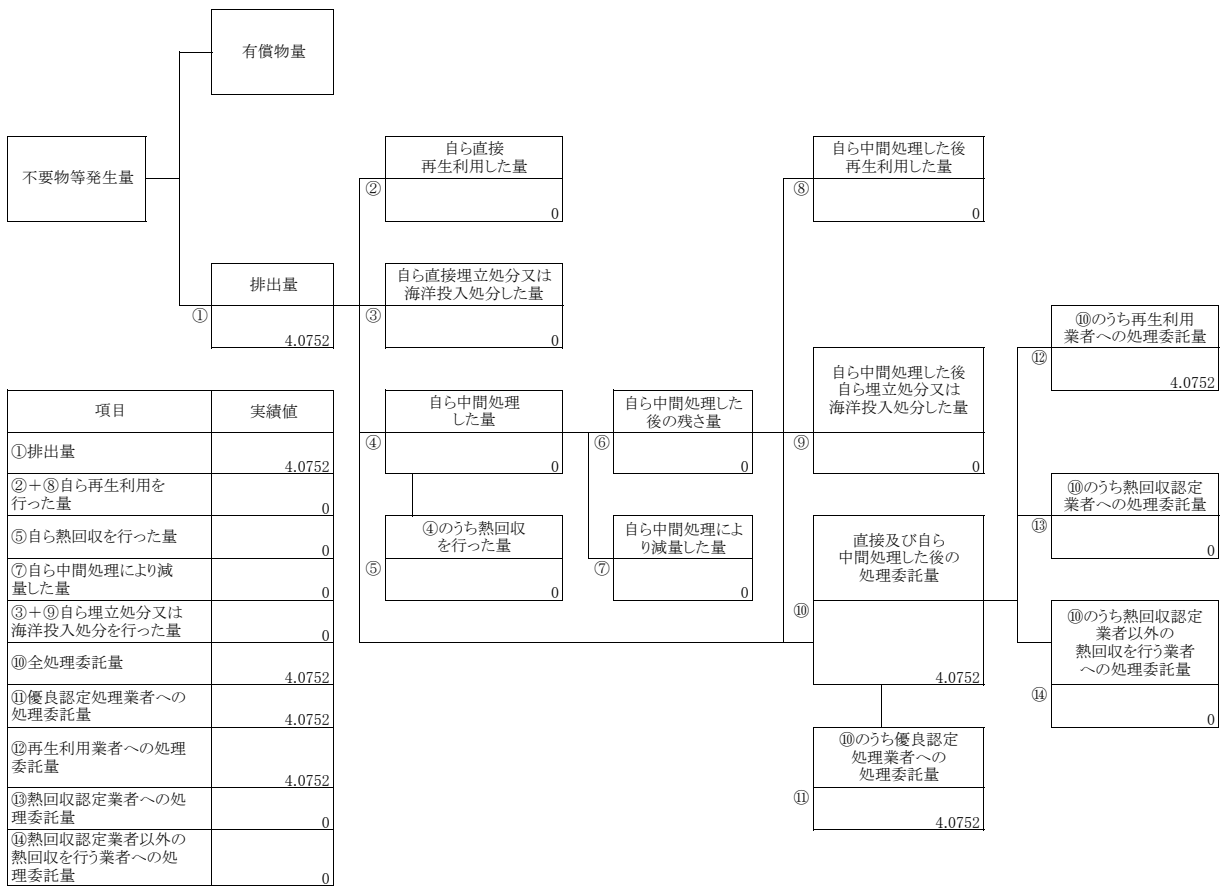 有償物量
不要物等発生量
排出量
①
4.0752
自ら直接
再生利用した量
②
0
自ら直接埋立処分又は
海洋投入処分した量
③
0
自ら中間処理
した量
④
0
④のうち熱回収
を行った量
⑤
0
自ら中間処理した
後の残さ量
⑥
0
自ら中間処理によ
り減量した量
⑦
0
自ら中間処理した後
再生利用した量
⑧
0
自ら中間処理した後
自ら埋立処分又は
海洋投入処分した量
⑨
0
直接及び自ら
中間処理した後の
処理委託量
⑩
4.0752
⑩のうち優良認定
処理業者への
処理委託量
⑪
4.0752
⑩のうち再生利用
業者への処理委託量
⑫
4.0752
⑩のうち熱回収認定
業者への処理委託量
⑬
0
⑩のうち熱回収認定
業者以外の
熱回収を行う業者
への処理委託量
⑭
0
項目 実績値
①排出量
4.0752
②+⑧自ら再生利用を
行った量
0
⑤自ら熱回収を行った量
0
⑦自ら中間処理により減
量した量
0
③+⑨自ら埋立処分又は
海洋投入処分を行った量
0
⑩全処理委託量
4.0752
⑪優良認定処理業者への
処理委託量
4.0752
⑫再生利用業者への処理
委託量
4.0752
⑬熱回収認定業者への処
理委託量
0
⑭熱回収認定業者以外の
熱回収を行う業者への処
理委託量
0